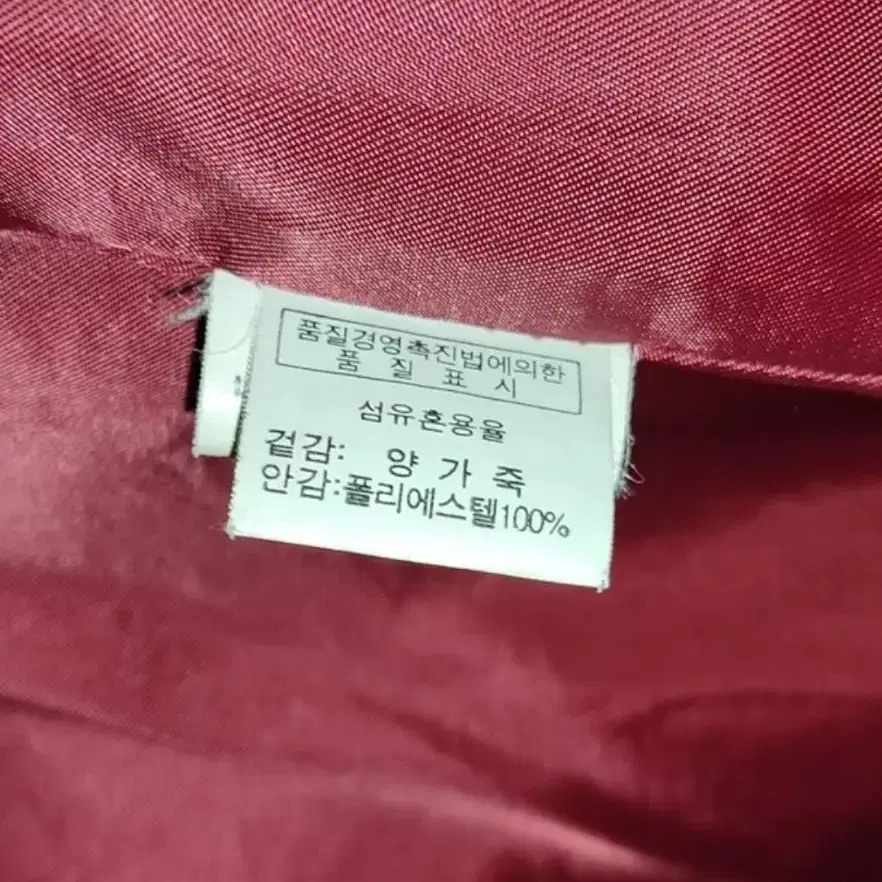 품질경영촉진법에의한
품 질 표 시
섬유혼용율
겉감: 양 가 죽
안감:폴리에스텔100%